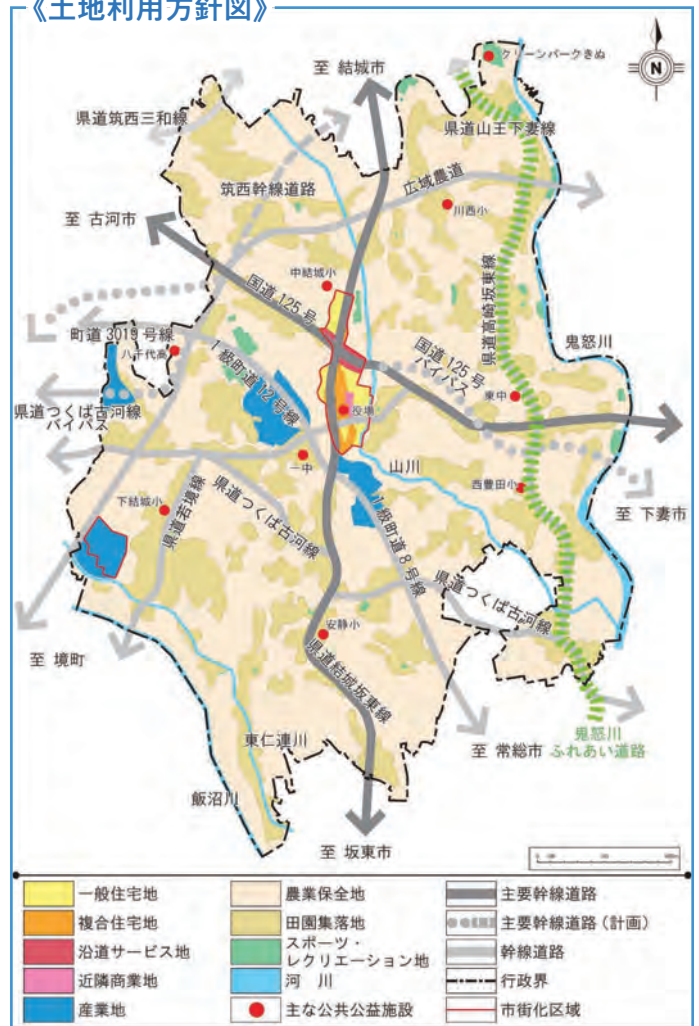 《土地利用方針図》
クリーンパークきぬ
N
至 結城市
県道筑西三和線
県道山王下妻線
筑西幹線道路
広域農道
川西小
至 古河市
中結城小
国道125号
県道高崎坂東線
鬼怒川
町道3019号線
八千代高
1級町道12号線
国道125号
バイパス
県道つくば古河線
バイパス
役場
東中
一中
山川
西豊田小
下結城小
県道若境線
県道つくば古河線
1級町道8号線
至 下妻市
県道つくば古河線
安静小
至 境町
県道結城坂東線
東仁連川
至 常総市
鬼怒川
ふれあい道路
飯沼川
至 坂東市
一般住宅地
農業保全地
主要幹線道路
複合住宅地
田園集落地
主要幹線道路(計画)
沿道サービス地
スポーツ・
レクリエーション地
幹線道路
近隣商業地
河 川
行政界
産業地
主な公共公益施設
市街化区域